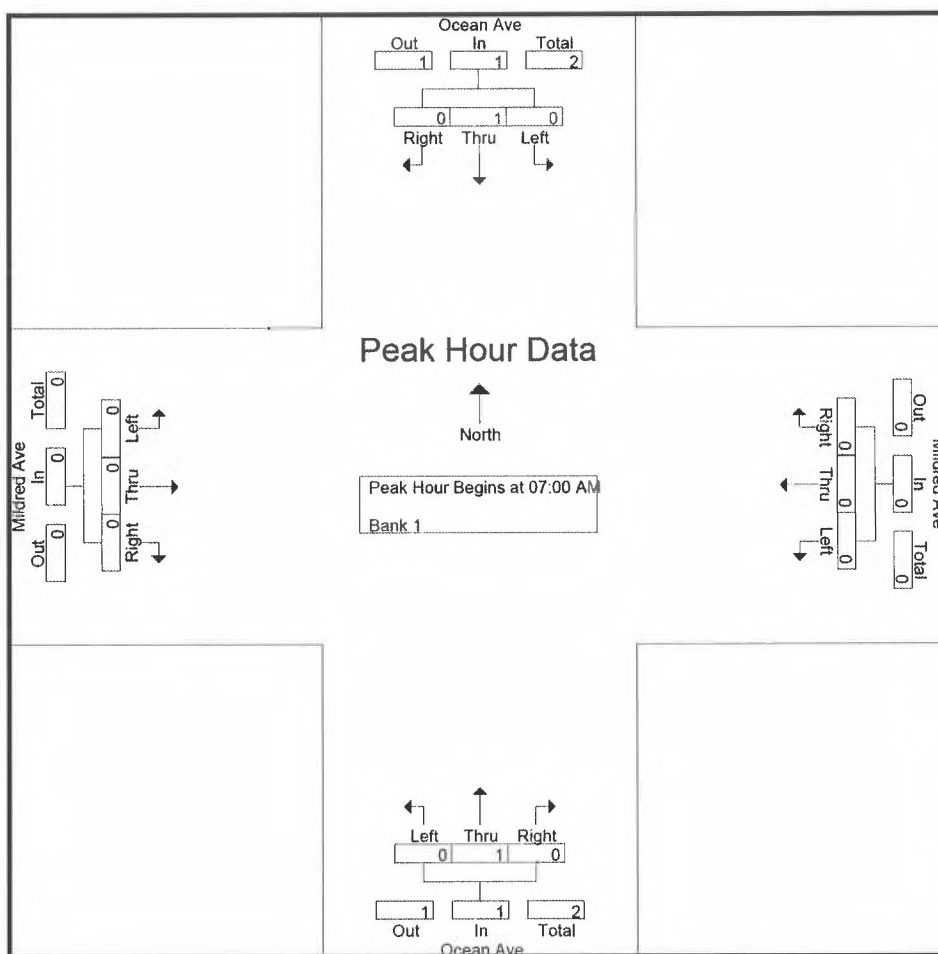 Ocean Ave
Out In Total
1 1 2
0 1 0
Right Thru Left
Peak Hour Data
North
Peak Hour Begins at 07:00 AM
Bank 1
Mildred Ave
Total In Out
0 0 0
0 0 0
Left Thru Right
Right Thru Left
0 0 0
Out In Total
0 0 0
Mildred Ave
Left Thru Right
0 1 0
1 1 2
Out In Total
Ocean Ave